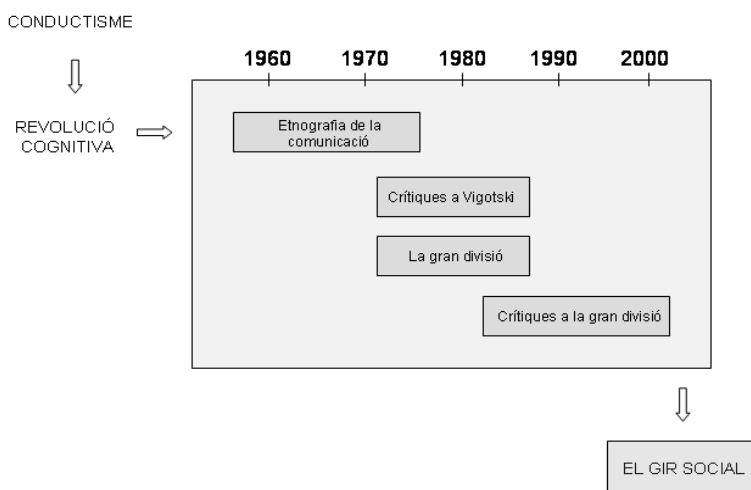 CONDUCTISME
1960 1970 1980 1990 2000
REVOLUCIÓ
COGNITIVA
Etnografia de la
comunicació
Crítiques a Vigotski
La gran divisió
Crítiques a la gran divisió
EL GIR SOCIAL